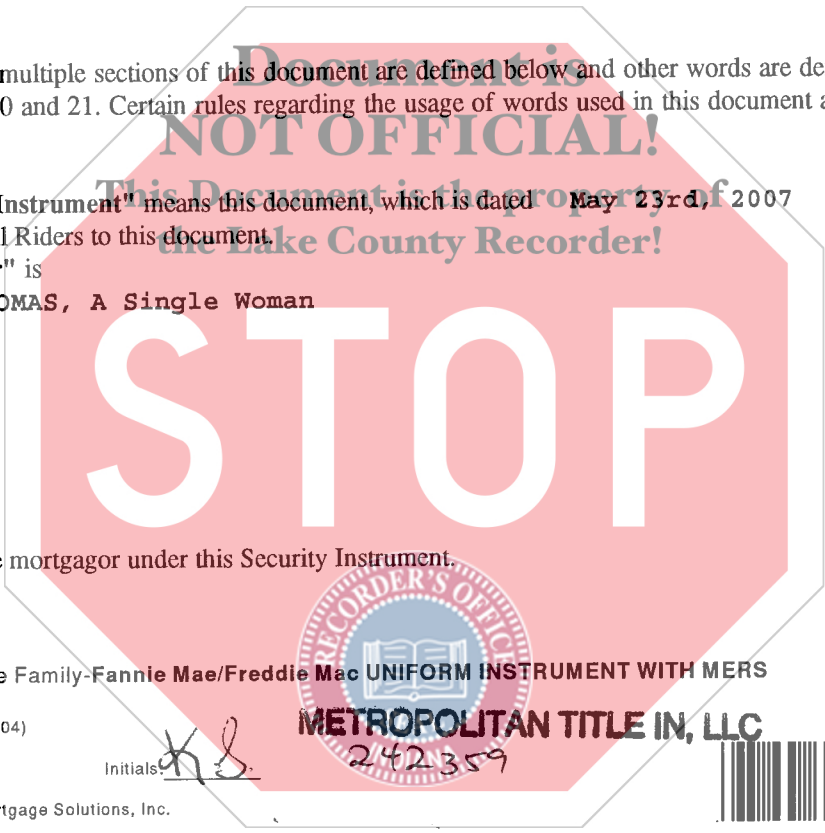 multiple sections of this document are defined below and other words are de
0 and 21. Certain rules regarding the usage of words used in this document a
Document is
NOT OFFICIAL!
This Document is the property of
the Lake County Recorder!
Instrument" means this document, which is dated May 23rd, 2007
l Riders to this document.
" is
OMAS, A Single Woman
STOP
e mortgagor under this Security Instrument.
RECORDER'S OFFICE
INDIANA
e Family-Fannie Mae/Freddie Mac UNIFORM INSTRUMENT WITH MERS
04)
METROPOLITAN TITLE IN, LLC
242359
Initials: K S.
tgage Solutions, Inc.